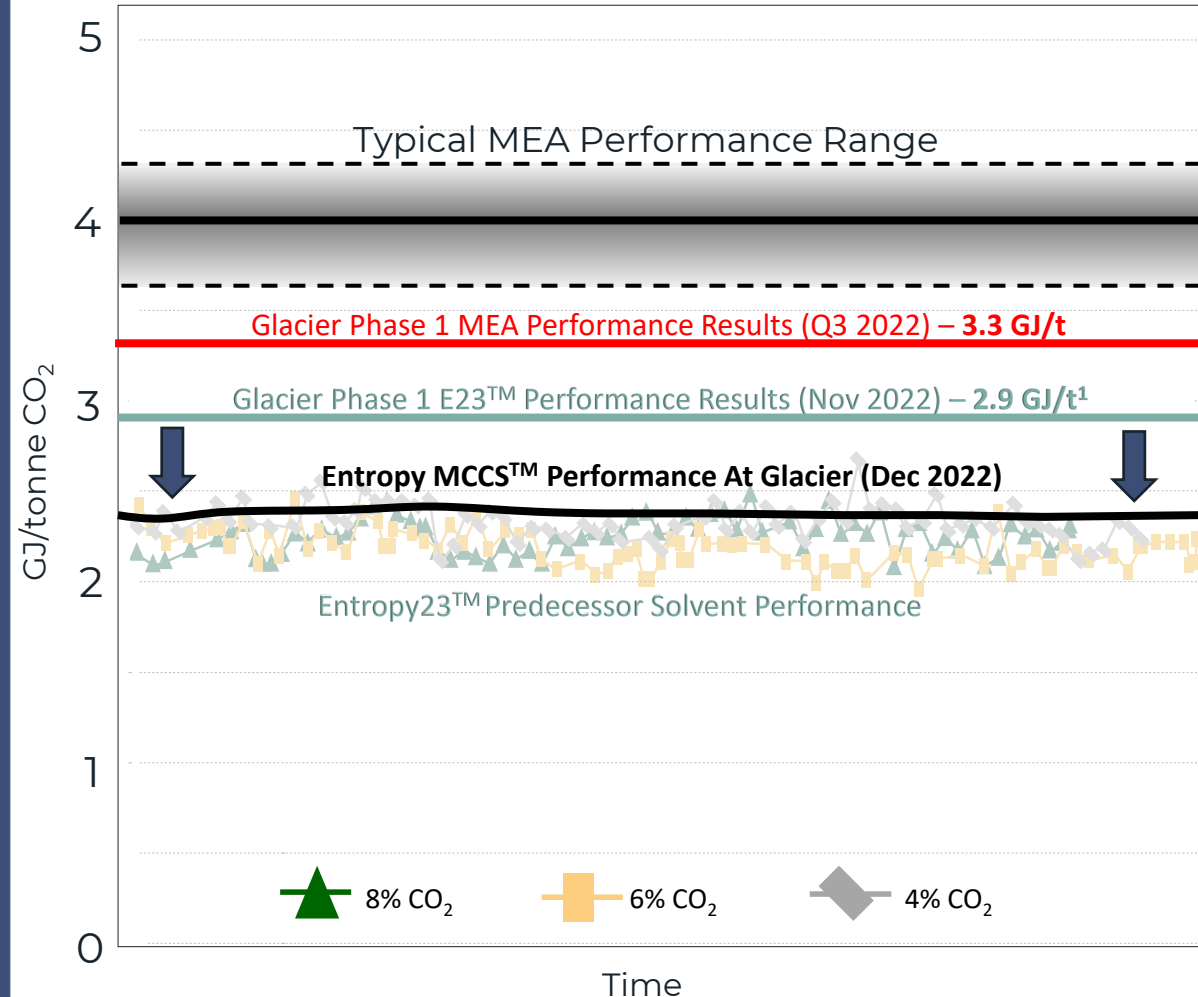 5
Typical MEA Performance Range
4
Glacier Phase 1 MEA Performance Results (Q3 2022) – 3.3 GJ/t
3
Glacier Phase 1 E23™ Performance Results (Nov 2022) – 2.9 GJ/t¹
Entropy MCCS™ Performance At Glacier (Dec 2022)
GJ/tonne CO₂
2
Entropy23™ Predecessor Solvent Performance
1
8% CO₂
6% CO₂
4% CO₂
0
Time